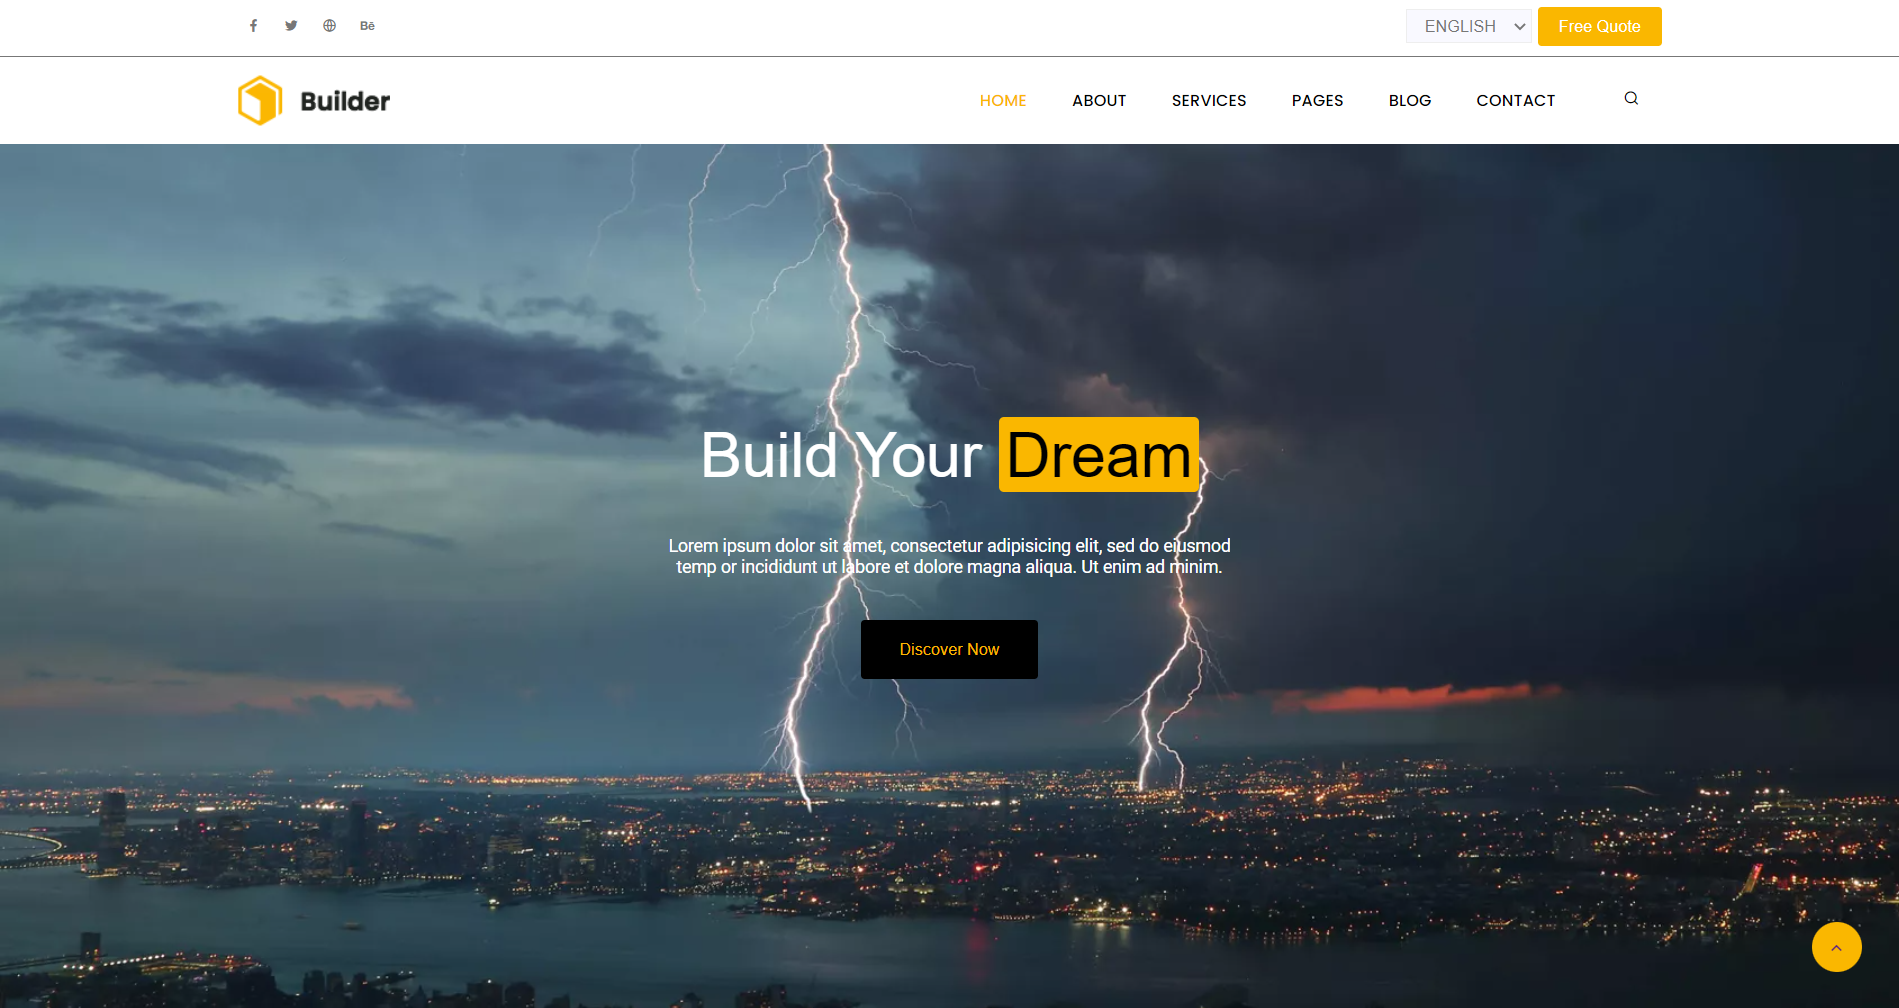 Bē
ENGLISH
Free Quote
Builder
HOME ABOUT SERVICES PAGES BLOG CONTACT
Build Your Dream
Lorem ipsum dolor sit amet, consectetur adipisicing elit, sed do eiusmod
temp or incididunt ut labore et dolore magna aliqua. Ut enim ad minim.
Discover Now